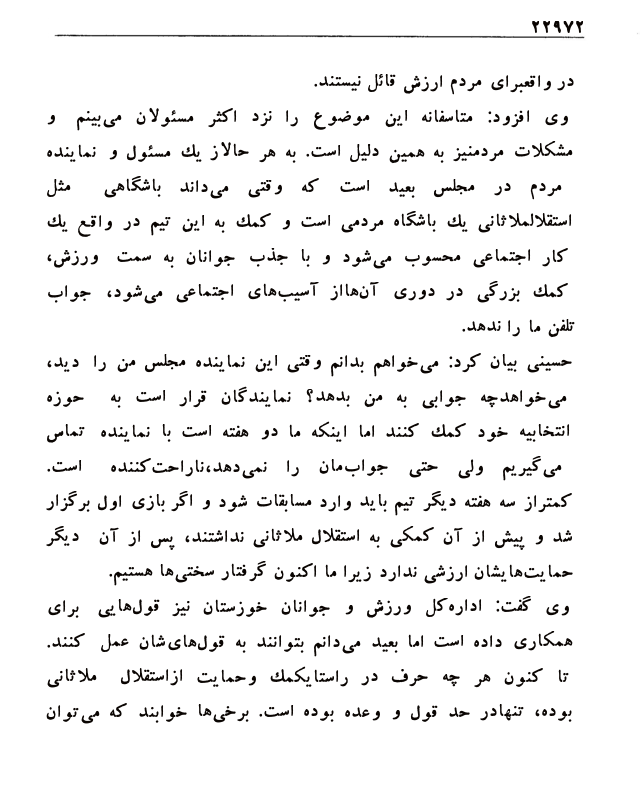 ۲۲۹۷۲
در واقعبرای مردم ارزش قائل نیستند.
وی افزود: متاسفانه این موضوع را نزد اکثر مسئولان می‌بینم و
مشکلات مردمنیز به همین دلیل است. به هر حالاز یك مسئول و نماینده
مردم در مجلس بعید است که وقتی می‌داند باشگاهی مثل
استقلالملاثانی یك باشگاه مردمی است و کمك به این تیم در واقع یك
کار اجتماعی محسوب می‌شود و با جذب جوانان به سمت ورزش،
کمك بزرگی در دوری آن‌هااز آسیب‌های اجتماعی می‌شود، جواب
تلفن ما را ندهد.
حسینی بیان کرد: می‌خواهم بدانم وقتی این نماینده مجلس من را دید،
می‌خواهدچه جوابی به من بدهد؟ نمایندگان قرار است به حوزه
انتخابیه خود کمك کنند اما اینکه ما دو هفته است با نماینده تماس
می‌گیریم ولی حتی جواب‌مان را نمی‌دهد،ناراحت‌کننده است.
کمتراز سه هفته دیگر تیم باید وارد مسابقات شود و اگر بازی اول برگزار
شد و پیش از آن کمکی به استقلال ملاثانی نداشتند، پس از آن دیگر
حمایت‌هایشان ارزشی ندارد زیرا ما اکنون گرفتار سختی‌ها هستیم.
وی گفت: اداره‌کل ورزش و جوانان خوزستان نیز قول‌هایی برای
همکاری داده است اما بعید می‌دانم بتوانند به قول‌های‌شان عمل کنند.
تا کنون هر چه حرف در راستایکمك وحمایت ازاستقلال ملاثانی
بوده، تنهادر حد قول و وعده بوده است. برخی‌ها خوابند که می‌توان